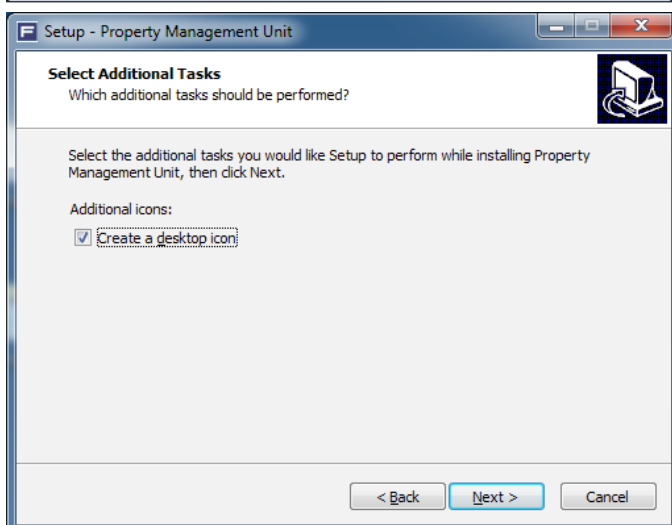 Setup - Property Management Unit
Select Additional Tasks
Which additional tasks should be performed?
Select the additional tasks you would like Setup to perform while installing Property
Management Unit, then click Next.
Additional icons:
Create a desktop icon
< Back Next > Cancel